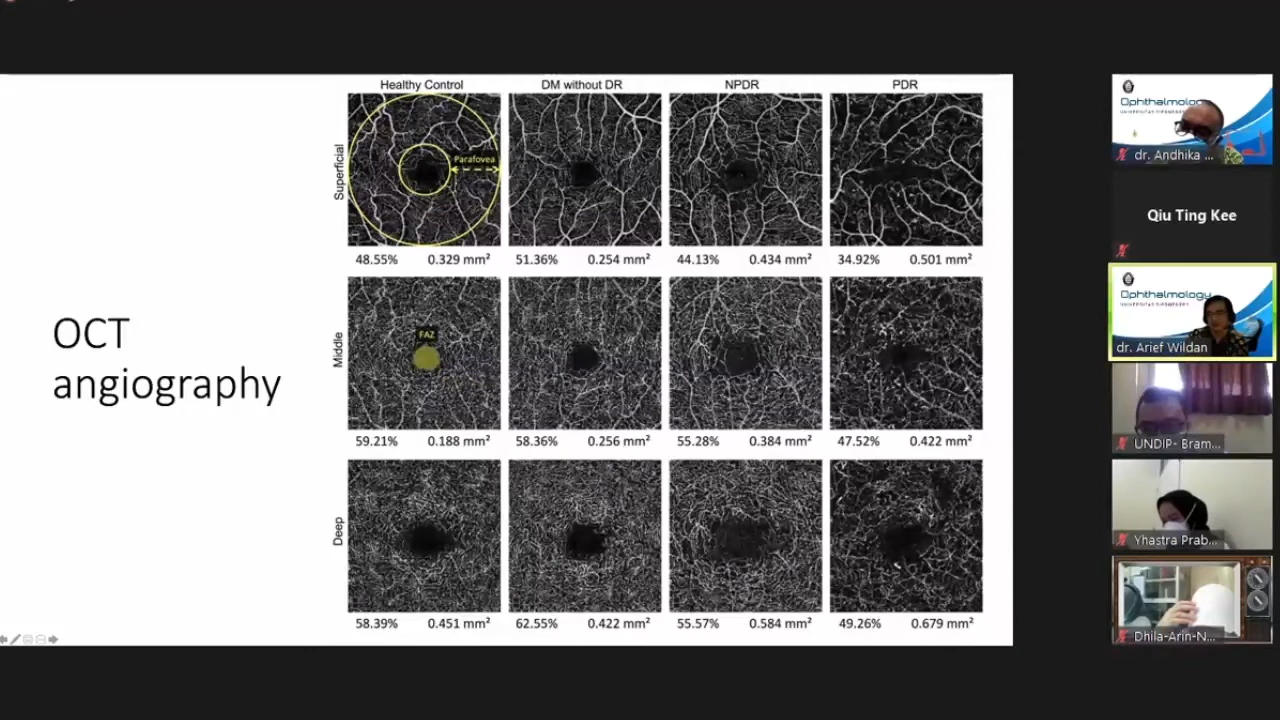 OCT
angiography
Healthy Control
DM without DR
NPDR
PDR
Superficial
Parafovea
48.55% 0.329 mm²
51.36% 0.254 mm²
44.13% 0.434 mm²
34.92% 0.501 mm²
Middle
FAZ
59.21% 0.188 mm²
58.36% 0.256 mm²
55.28% 0.384 mm²
47.52% 0.422 mm²
Deep
58.39% 0.451 mm²
62.55% 0.422 mm²
55.57% 0.584 mm²
49.26% 0.679 mm²
dr. Andhika ...
Qiu Ting Kee
Ophthalmology
dr. Arief Wildan
UNDIP- Bram...
Yhastra Prab...
Dhila-Arin-N...